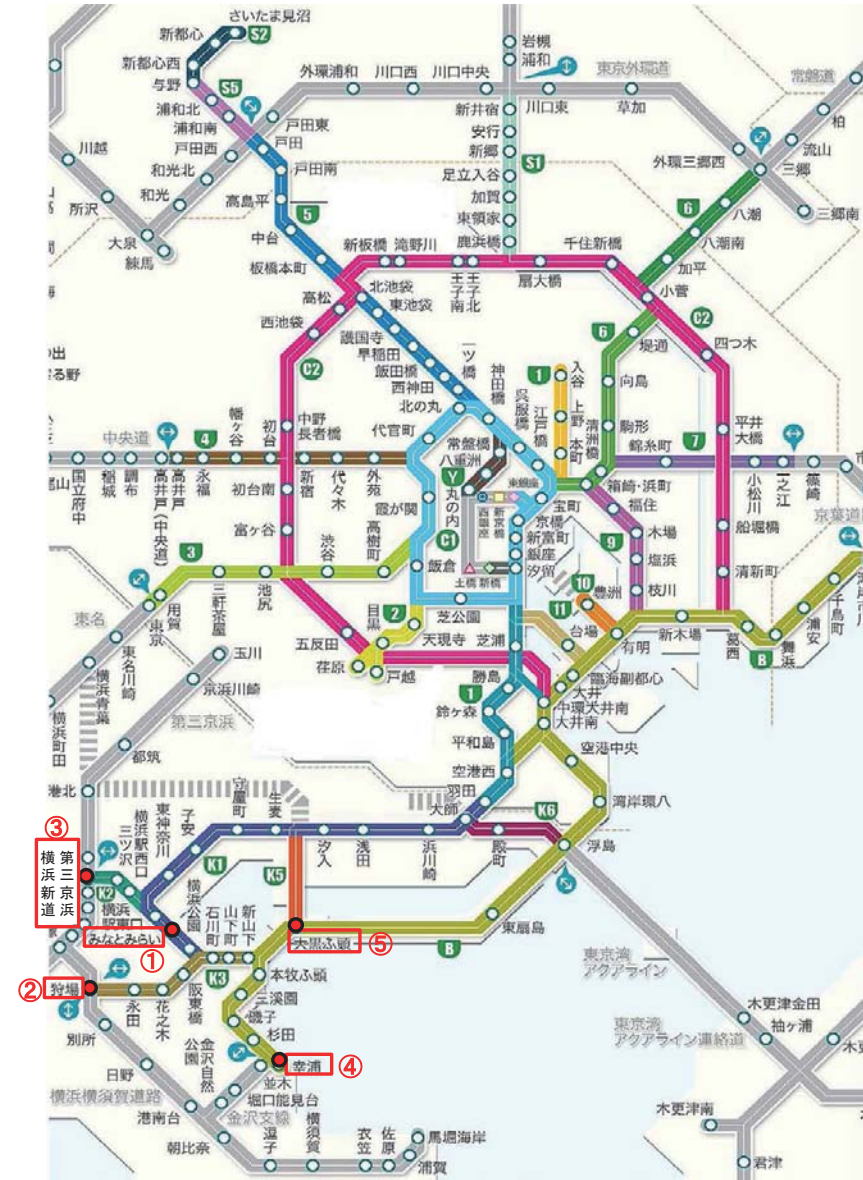 さいたま見沼
新都心
S2
新都心西
与野
S5
浦和北
浦和南
戸田西
戸田東
戸田
戸田南
高島平
5
中台
板橋本町
外環浦和
川口西
川口中央
岩槻
浦和
東京外環道
川口東
草加
常磐道
柏
流山
三郷
外環三郷西
三郷南
新井宿
安行
新郷
足立入谷
加賀
東領家
鹿浜橋
S1
川越
所沢
大泉
練馬
和光
和光北
6
八潮
八潮南
加平
小菅
C2
四つ木
千住新橋
扇大橋
王子北
王子南
滝野川
新板橋
高松
西池袋
C2
北池袋
東池袋
護国寺
早稲田
飯田橋
西神田
一ツ橋
神田橋
北の丸
代官町
常盤橋
八重洲
呉服橋
江戸橋
1
入谷
上野
本町
6
堤通
向島
駒形
清洲橋
錦糸町
7
平井大橋
小松川
一之江
篠崎
京葉道
船堀橋
清新町
箱崎・浜町
福住
木場
塩浜
枝川
9
中央道
4
国立府中
稲城
調布
高井戸(中央道)
高井戸
永福
幡ヶ谷
初台
中野長者橋
新宿
代々木
外苑
初台南
富ヶ谷
霞が関
高樹町
渋谷
池尻
三軒茶屋
用賀
東京
3
東名
東名川崎
横浜青葉
横浜町田
Y
丸の内
東銀座
西銀座
新京橋
土橋
新橋
C1
宝町
京橋
新富町
銀座
汐留
飯倉
芝公園
2
目黒
天現寺
芝浦
荏原
戸越
五反田
10
豊洲
11
台場
有明
新木場
葛西
舞浜
浦安
千鳥町
B
臨海副都心
大井
中環大井南
大井南
勝島
1
鈴ヶ森
平和島
空港西
羽田
大師
空港中央
湾岸環八
玉川
京浜川崎
第三京浜
都筑
港北
K6
殿町
浮島
浜川崎
浅田
汐入
生麦
守屋町
子安
東神奈川
K1
K5
横浜駅西口
三ツ沢
K2
横浜駅東口
横浜公園
③
第三京浜
横浜新道
みなとみらい
①
石川町
山下町
新山下
K3
大黒ふ頭
⑤
B
東扇島
②
狩場
永田
花之木
阪東橋
本牧ふ頭
三溪園
磯子
杉田
幸浦
④
並木
堀口能見台
金沢自然公園
金沢支線
別所
日野
港南台
横浜横須賀道路
朝比奈
逗子
横須賀
衣笠
佐原
浦賀
馬堀海岸
東京湾
アクアライン
東京湾
アクアライン連絡道
木更津金田
袖ヶ浦
木更津南
君津